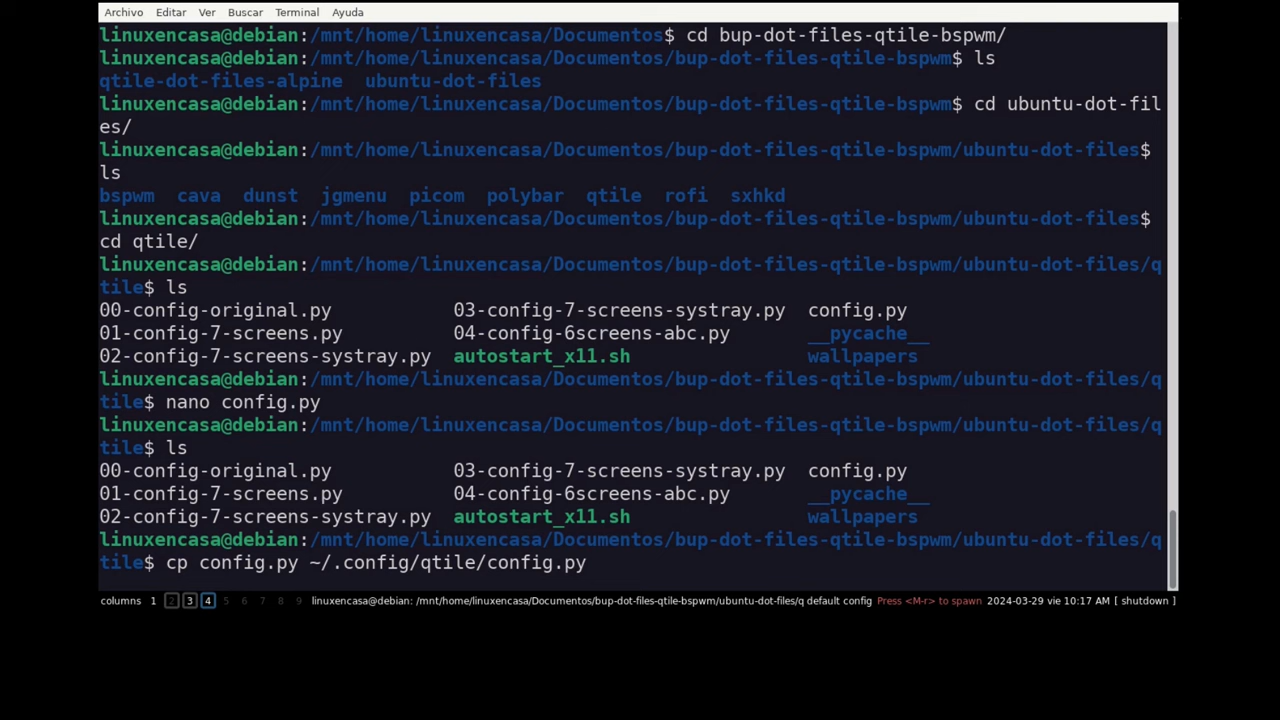 Archivo Editar Ver Buscar Terminal Ayuda
linuxencasa@debian:/mnt/home/linuxencasa/Documentos$ cd bup-dot-files-qtile-bspwm/
linuxencasa@debian:/mnt/home/linuxencasa/Documentos/bup-dot-files-qtile-bspwm$ ls
qtile-dot-files-alpine ubuntu-dot-files
linuxencasa@debian:/mnt/home/linuxencasa/Documentos/bup-dot-files-qtile-bspwm$ cd ubuntu-dot-fil
es/
linuxencasa@debian:/mnt/home/linuxencasa/Documentos/bup-dot-files-qtile-bspwm/ubuntu-dot-files$
ls
bspwm cava dunst jgmenu picom polybar qtile rofi sxhkd
linuxencasa@debian:/mnt/home/linuxencasa/Documentos/bup-dot-files-qtile-bspwm/ubuntu-dot-files$
cd qtile/
linuxencasa@debian:/mnt/home/linuxencasa/Documentos/bup-dot-files-qtile-bspwm/ubuntu-dot-files/q
tile$ ls
00-config-original.py 03-config-7-screens-systray.py config.py
01-config-7-screens.py 04-config-6screens-abc.py __pycache__
02-config-7-screens-systray.py autostart_x11.sh wallpapers
linuxencasa@debian:/mnt/home/linuxencasa/Documentos/bup-dot-files-qtile-bspwm/ubuntu-dot-files/q
tile$ nano config.py
linuxencasa@debian:/mnt/home/linuxencasa/Documentos/bup-dot-files-qtile-bspwm/ubuntu-dot-files/q
tile$ ls
00-config-original.py 03-config-7-screens-systray.py config.py
01-config-7-screens.py 04-config-6screens-abc.py __pycache__
02-config-7-screens-systray.py autostart_x11.sh wallpapers
linuxencasa@debian:/mnt/home/linuxencasa/Documentos/bup-dot-files-qtile-bspwm/ubuntu-dot-files/q
tile$ cp config.py ~/.config/qtile/config.py
columns 1 2 3 4 5 6 7 8 9 linuxencasa@debian: /mnt/home/linuxencasa/Documentos/bup-dot-files-qtile-bspwm/ubuntu-dot-files/q default config Press <M-r> to spawn 2024-03-29 vie 10:17 AM [ shutdown ]